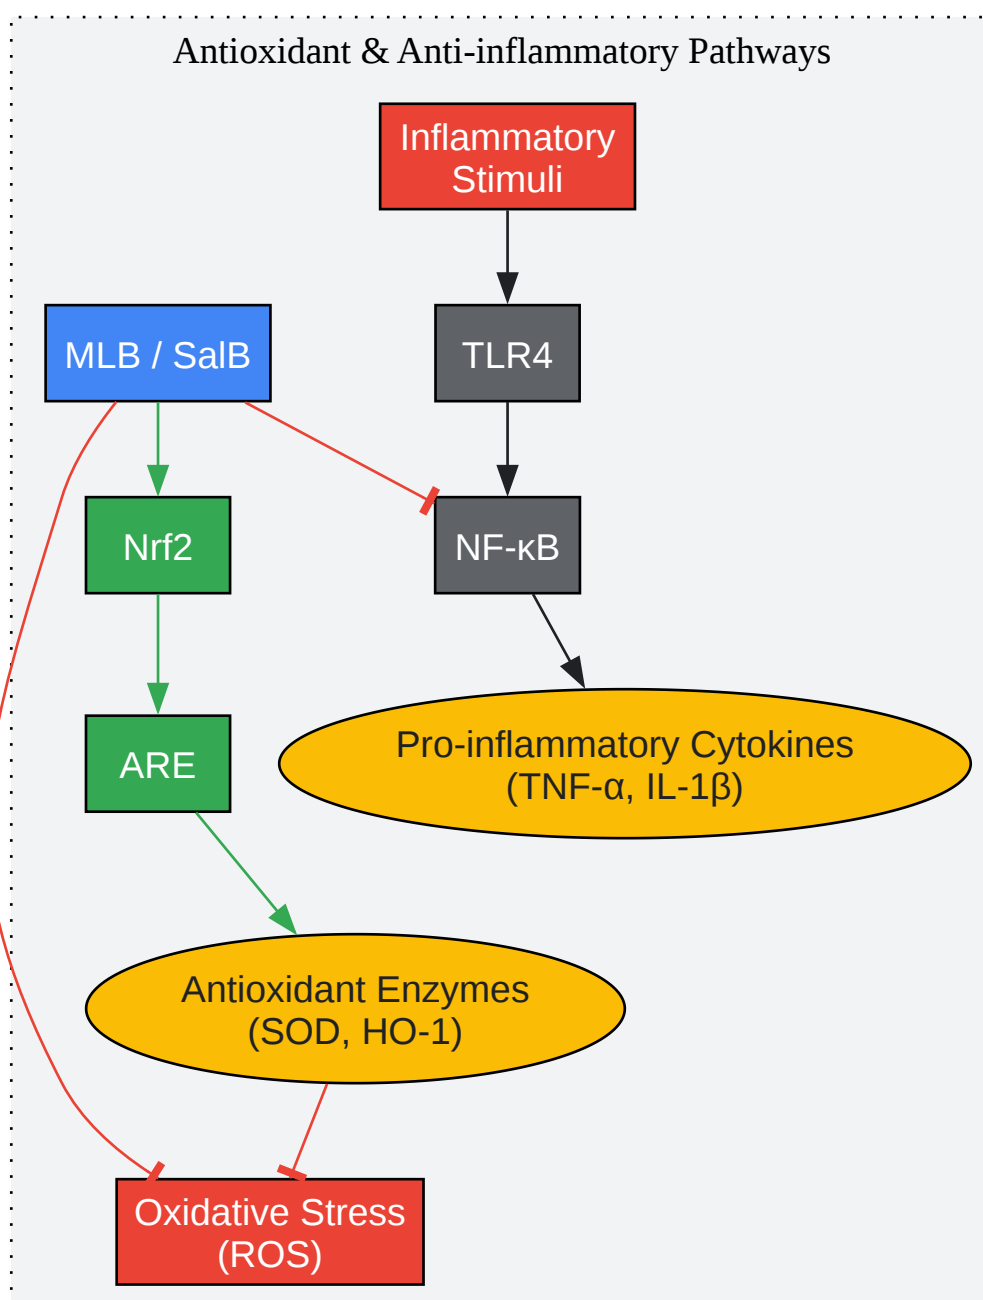 Antioxidant & Anti-inflammatory Pathways
Inflammatory
Stimuli
MLB / SalB
TLR4
Nrf2
NF-κB
ARE
Pro-inflammatory Cytokines
(TNF-α, IL-1β)
Antioxidant Enzymes
(SOD, HO-1)
Oxidative Stress
(ROS)